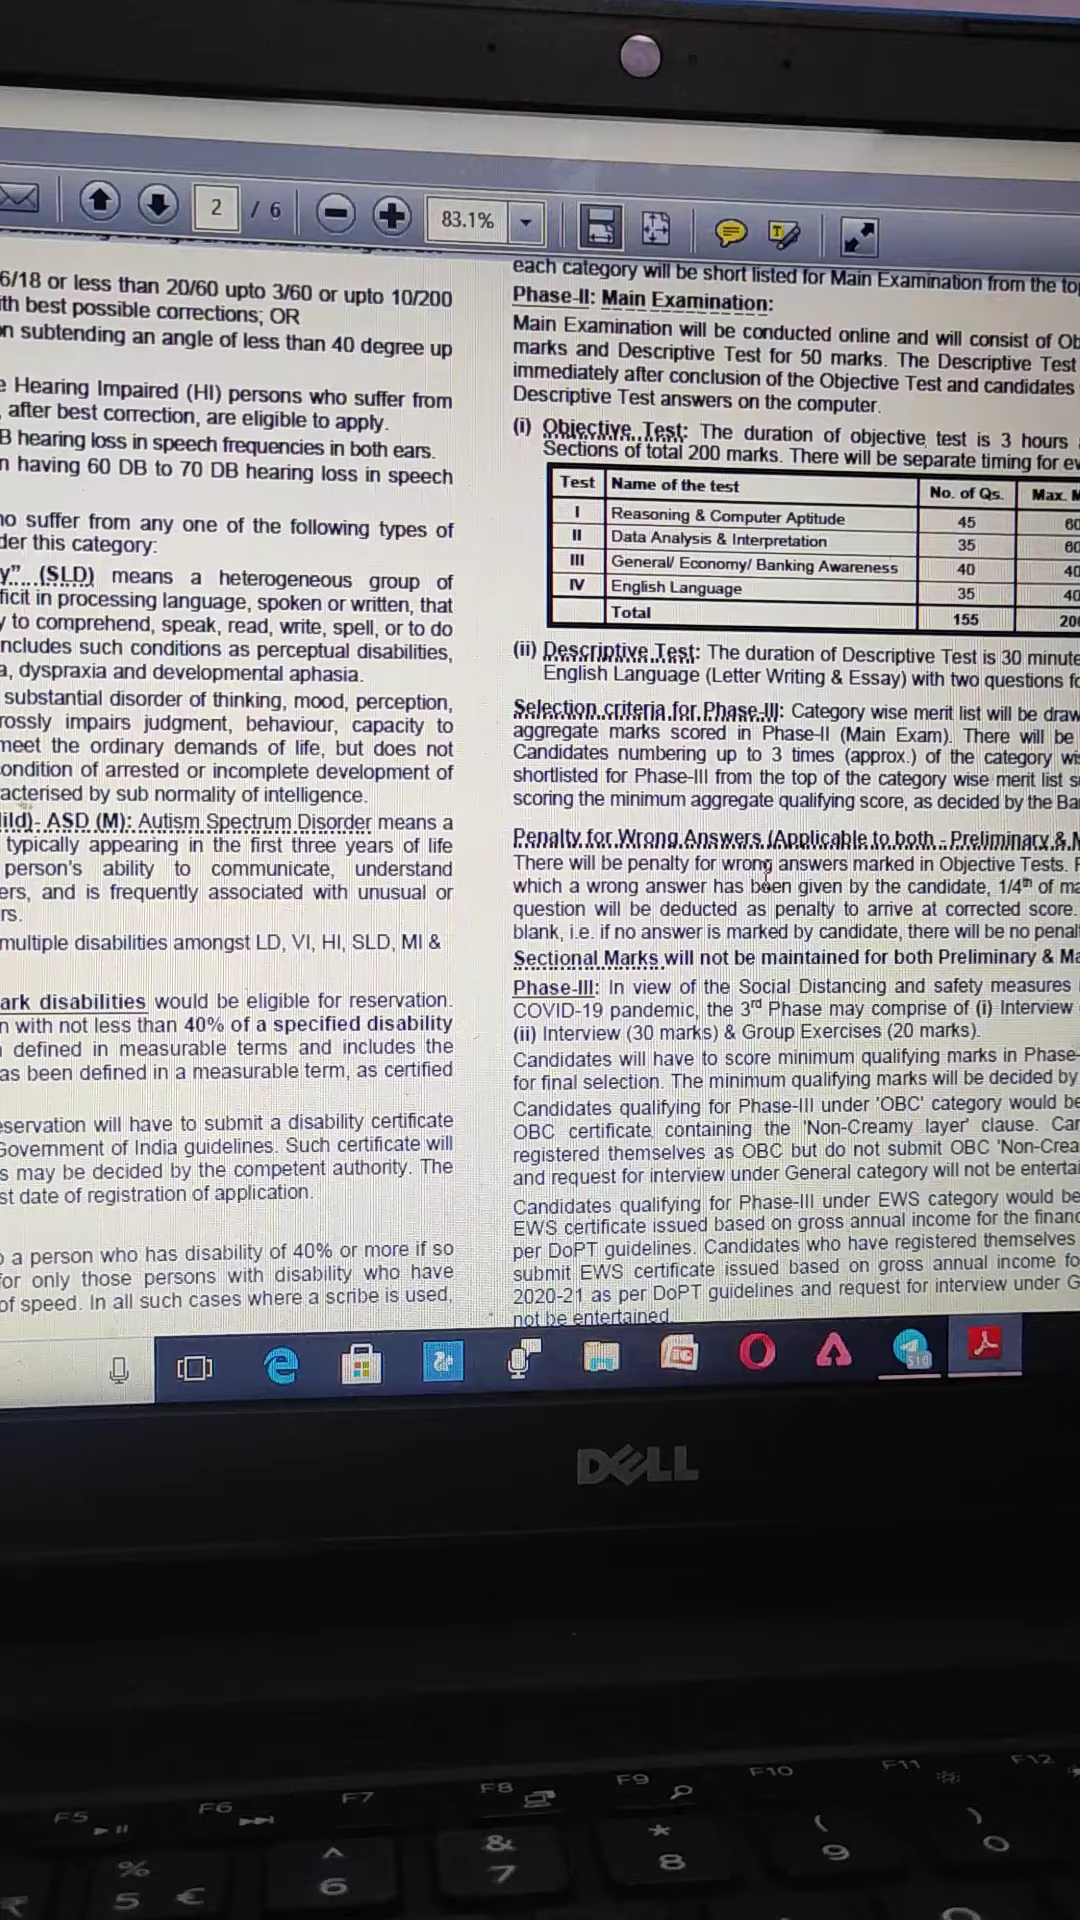 2 / 6
83.1%
6/18 or less than 20/60 upto 3/60 or upto 10/200
ith best possible corrections; OR
on subtending an angle of less than 40 degree up
e Hearing Impaired (HI) persons who suffer from
, after best correction, are eligible to apply.
B hearing loss in speech frequencies in both ears.
n having 60 DB to 70 DB hearing loss in speech
ho suffer from any one of the following types of
der this category:
y" (SLD) means a heterogeneous group of
ficit in processing language, spoken or written, that
y to comprehend, speak, read, write, spell, or to do
includes such conditions as perceptual disabilities,
a, dyspraxia and developmental aphasia.
substantial disorder of thinking, mood, perception,
rossly impairs judgment, behaviour, capacity to
meet the ordinary demands of life, but does not
ondition of arrested or incomplete development of
acterised by sub normality of intelligence.
ild)- ASD (M): Autism Spectrum Disorder means a
typically appearing in the first three years of life
person's ability to communicate, understand
ers, and is frequently associated with unusual or
rs.
multiple disabilities amongst LD, VI, HI, SLD, MI &
ark disabilities would be eligible for reservation.
n with not less than 40% of a specified disability
defined in measurable terms and includes the
as been defined in a measurable term, as certified
eservation will have to submit a disability certificate
Government of India guidelines. Such certificate will
s may be decided by the competent authority. The
st date of registration of application.
o a person who has disability of 40% or more if so
for only those persons with disability who have
of speed. In all such cases where a scribe is used,
each category will be short listed for Main Examination from the top
Phase-II: Main Examination:
Main Examination will be conducted online and will consist of Ob
marks and Descriptive Test for 50 marks. The Descriptive Test
immediately after conclusion of the Objective Test and candidates
Descriptive Test answers on the computer.
(i) Objective Test: The duration of objective test is 3 hours
Sections of total 200 marks. There will be separate timing for ev
Test Name of the test No. of Qs. Max. M
I Reasoning & Computer Aptitude 45 60
II Data Analysis & Interpretation 35 60
III General/ Economy/ Banking Awareness 40 40
IV English Language 35 40
Total 155 200
(ii) Descriptive Test: The duration of Descriptive Test is 30 minute
English Language (Letter Writing & Essay) with two questions fo
Selection criteria for Phase-III: Category wise merit list will be draw
aggregate marks scored in Phase-II (Main Exam). There will be
Candidates numbering up to 3 times (approx.) of the category wis
shortlisted for Phase-III from the top of the category wise merit list s
scoring the minimum aggregate qualifying score, as decided by the Ba
Penalty for Wrong Answers (Applicable to both - Preliminary & M
There will be penalty for wrong answers marked in Objective Tests. F
which a wrong answer has been given by the candidate, 1/4th of ma
question will be deducted as penalty to arrive at corrected score.
blank, i.e. if no answer is marked by candidate, there will be no penal
Sectional Marks will not be maintained for both Preliminary & Ma
Phase-III: In view of the Social Distancing and safety measures
COVID-19 pandemic, the 3rd Phase may comprise of (i) Interview
(ii) Interview (30 marks) & Group Exercises (20 marks).
Candidates will have to score minimum qualifying marks in Phase-
for final selection. The minimum qualifying marks will be decided by
Candidates qualifying for Phase-III under 'OBC' category would be
OBC certificate containing the 'Non-Creamy layer' clause. Can
registered themselves as OBC but do not submit OBC 'Non-Crea
and request for interview under General category will not be entertai
Candidates qualifying for Phase-III under EWS category would be
EWS certificate issued based on gross annual income for the financ
per DoPT guidelines. Candidates who have registered themselves
submit EWS certificate issued based on gross annual income fo
2020-21 as per DoPT guidelines and request for interview under G
not be entertained.
510
DELL
F5 F6 F7 F8 F9 F10 F11 F12
% ^ & * ( )
₹ 5 € 6 7 8 9 0